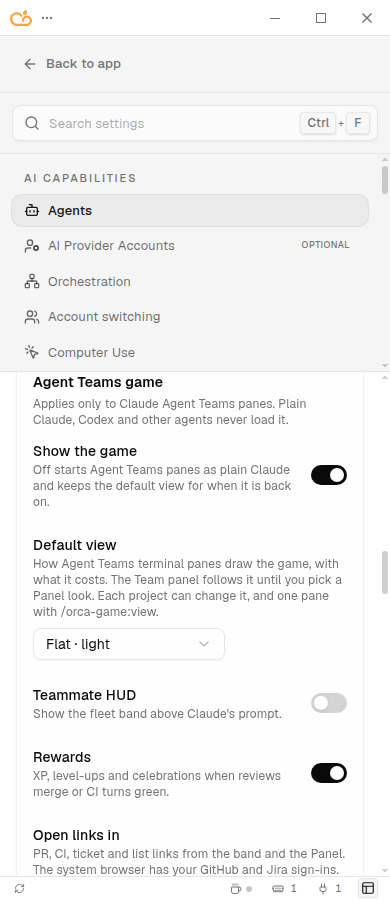 Back to app
Search settings
Ctrl + F
AI CAPABILITIES
Agents
AI Provider Accounts OPTIONAL
Orchestration
Account switching
Computer Use
Agent Teams game
Applies only to Claude Agent Teams panes. Plain
Claude, Codex and other agents never load it.
Show the game
Off starts Agent Teams panes as plain Claude
and keeps the default view for when it is back
on.
Default view
How Agent Teams terminal panes draw the game, with
what it costs. The Team panel follows it until you pick a
Panel look. Each project can change it, and one pane
with /orca-game:view.
Flat · light
Teammate HUD
Show the fleet band above Claude's prompt.
Rewards
XP, level-ups and celebrations when reviews
merge or CI turns green.
Open links in
PR, CI, ticket and list links from the band and the Panel.
The system browser has your GitHub and Jira sign-ins.
1 1